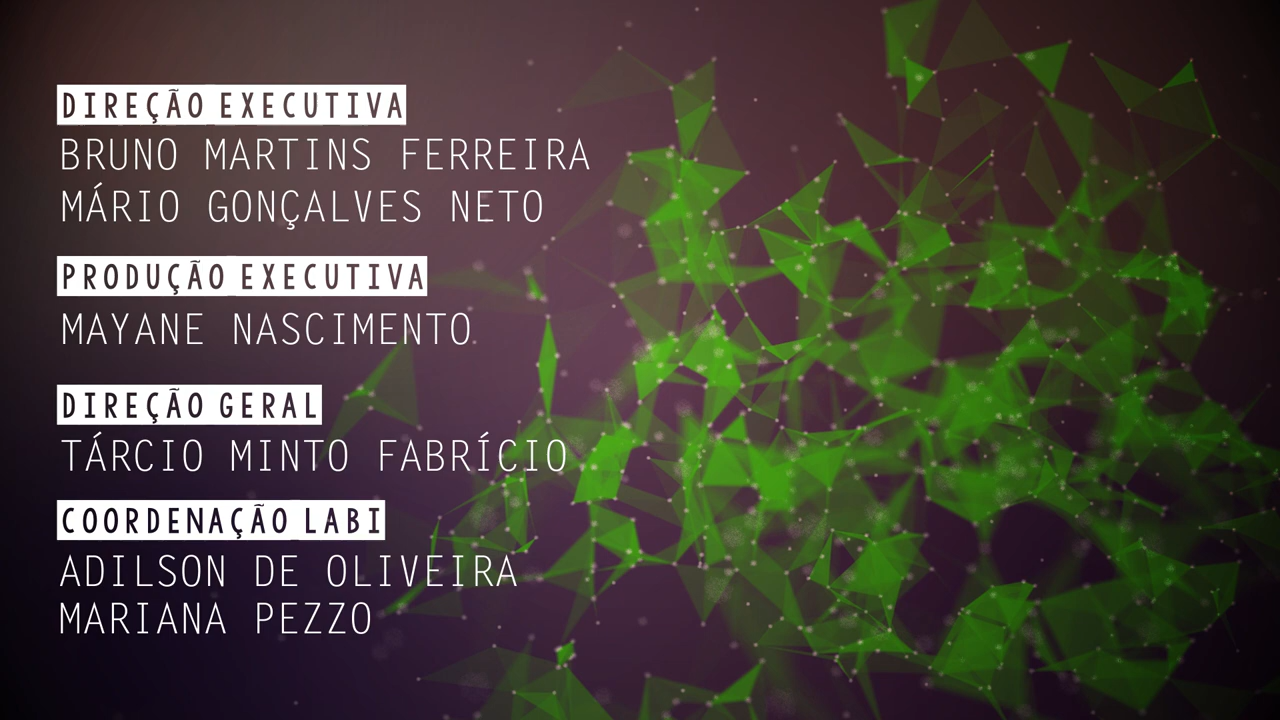 DIREÇÃO EXECUTIVA
BRUNO MARTINS FERREIRA
MÁRIO GONÇALVES NETO
PRODUÇÃO EXECUTIVA
MAYANE NASCIMENTO
DIREÇÃO GERAL
TÁRCIO MINTO FABRÍCIO
COORDENAÇÃO LABI
ADILSON DE OLIVEIRA
MARIANA PEZZO